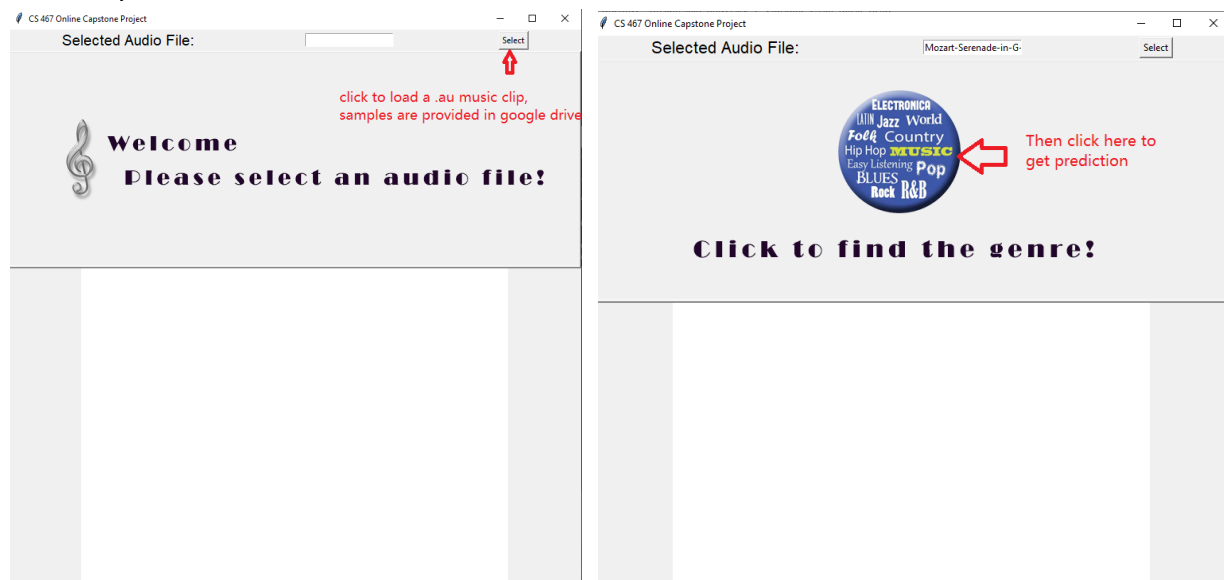 CS 467 Online Capstone Project
Selected Audio File:
Select
click to load a .au music clip,
samples are provided in google drive
Welcome
Please select an audio file!
CS 467 Online Capstone Project
Selected Audio File:
Mozart-Serenade-in-G-
Select
ELECTRONICA
LATIN Jazz World
Folk Country
Hip Hop MUSIC
Easy Listening Pop
BLUES
Rock R&B
Then click here to
get prediction
Click to find the genre!